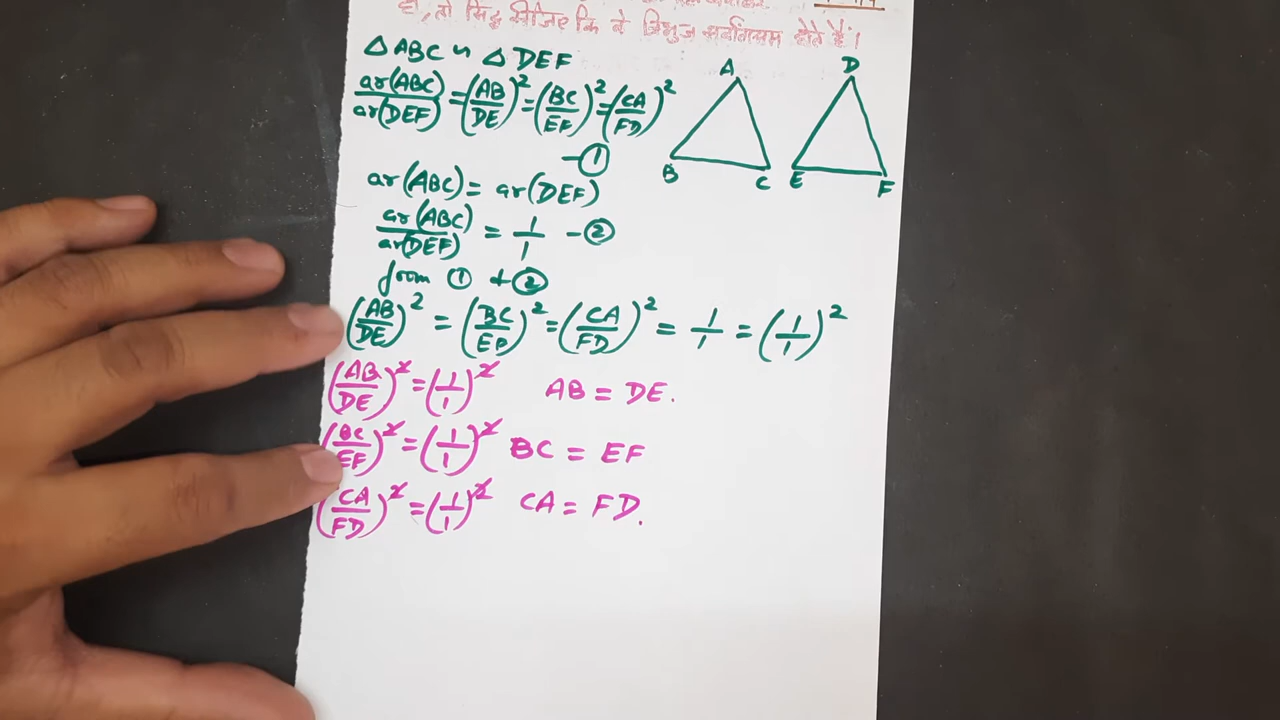 हों, तो सिद्ध कीजिए कि वे त्रिभुज सर्वांगसम होते हैं।
△ABC ~ △DEF
ar(ABC)/ar(DEF) = (AB/DE)² = (BC/EF)² = (CA/FD)²
—①
ar(ABC) = ar(DEF)
ar(ABC)/ar(DEF) = 1/1 —②
from ① + ②
(AB/DE)² = (BC/EF)² = (CA/FD)² = 1/1 = (1/1)²
(AB/DE)² = (1/1)² AB = DE.
(BC/EF)² = (1/1)² BC = EF
(CA/FD)² = (1/1)² CA = FD.
A
B C
D
E F